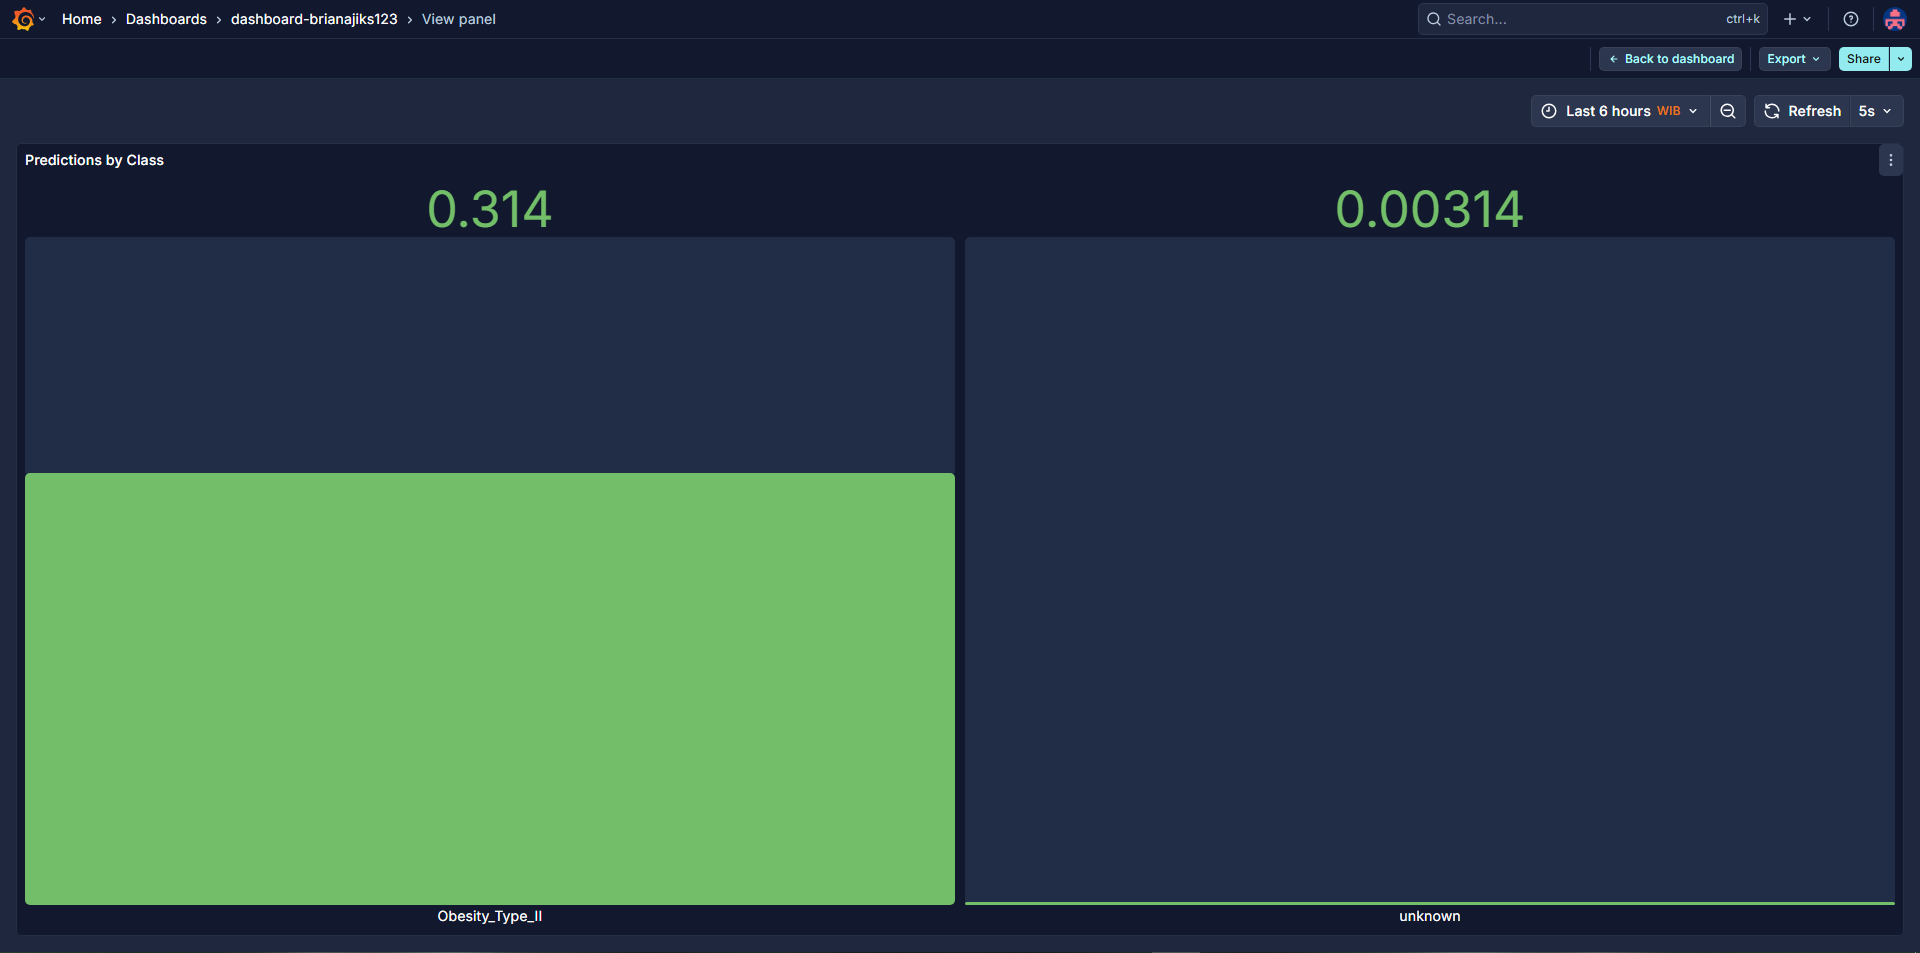 Home › Dashboards › dashboard-brianajiks123 › View panel
Search... ctrl+k
Back to dashboard Export Share
Last 6 hours WIB Refresh 5s
Predictions by Class
0.314 0.00314
Obesity_Type_II unknown